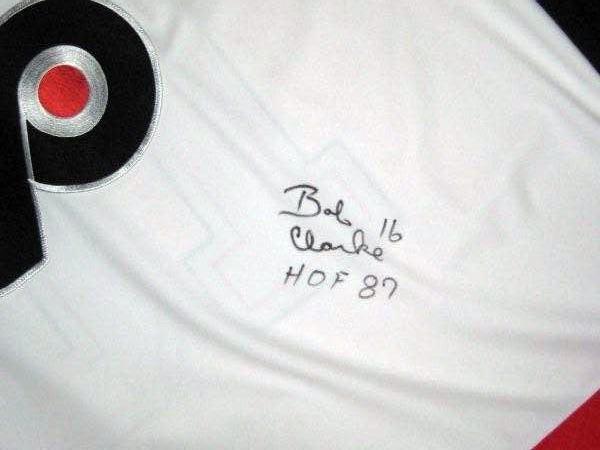 Bob 16
Clarke
HOF 87